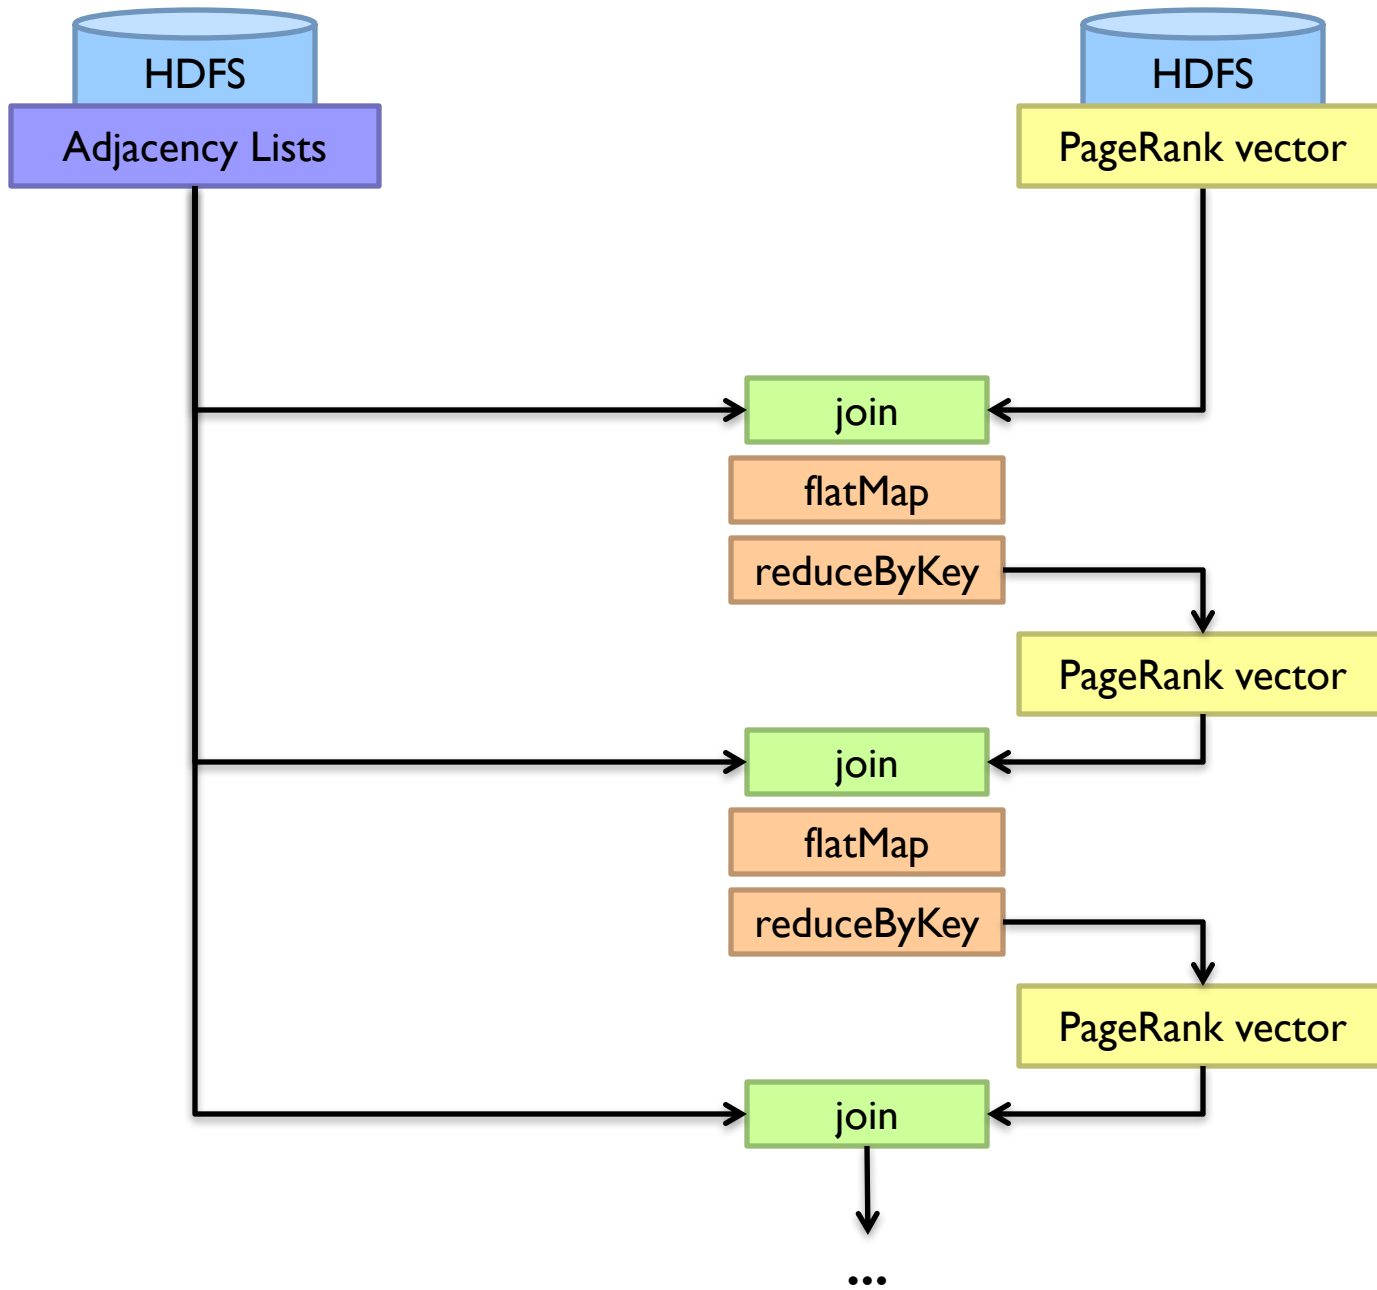 HDFS
HDFS
Adjacency Lists
PageRank vector
join
flatMap
reduceByKey
PageRank vector
join
flatMap
reduceByKey
PageRank vector
join
...